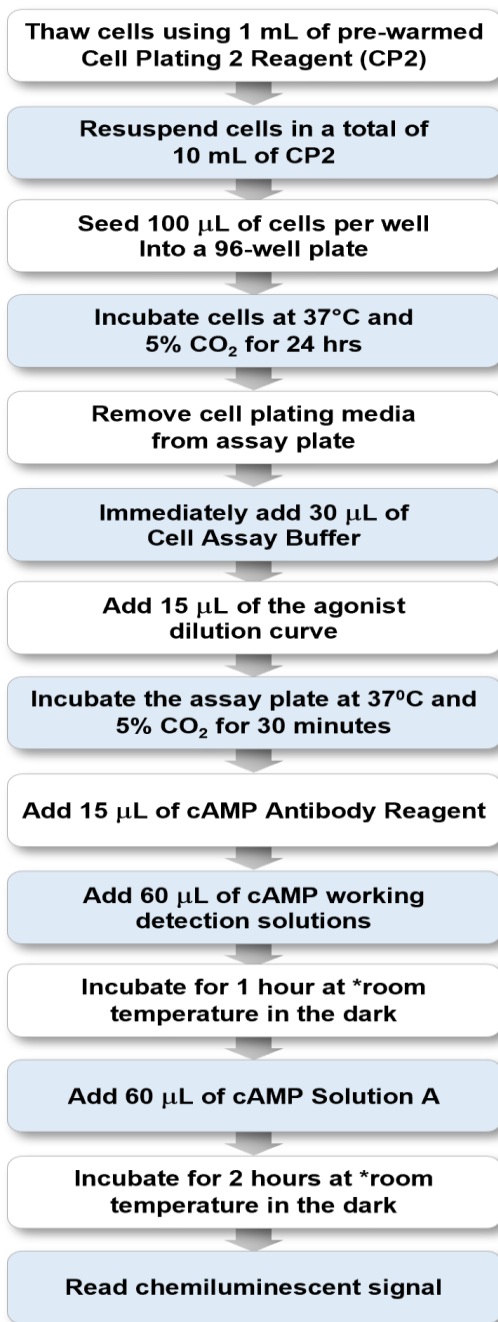 Thaw cells using 1 mL of pre-warmed
Cell Plating 2 Reagent (CP2)
Resuspend cells in a total of
10 mL of CP2
Seed 100 μL of cells per well
Into a 96-well plate
Incubate cells at 37°C and
5% CO₂ for 24 hrs
Remove cell plating media
from assay plate
Immediately add 30 μL of
Cell Assay Buffer
Add 15 μL of the agonist
dilution curve
Incubate the assay plate at 37⁰C and
5% CO₂ for 30 minutes
Add 15 μL of cAMP Antibody Reagent
Add 60 μL of cAMP working
detection solutions
Incubate for 1 hour at *room
temperature in the dark
Add 60 μL of cAMP Solution A
Incubate for 2 hours at *room
temperature in the dark
Read chemiluminescent signal